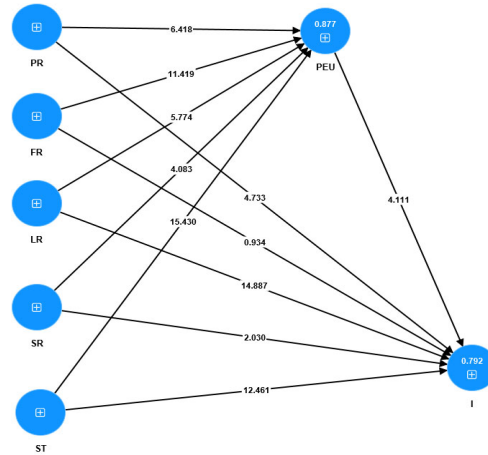 PR
6.418
0.877
PEU
11.419
FR
5.774
4.083
LR
4.733
4.111
15.430
0.934
14.887
SR
2.030
0.792
12.461
I
ST